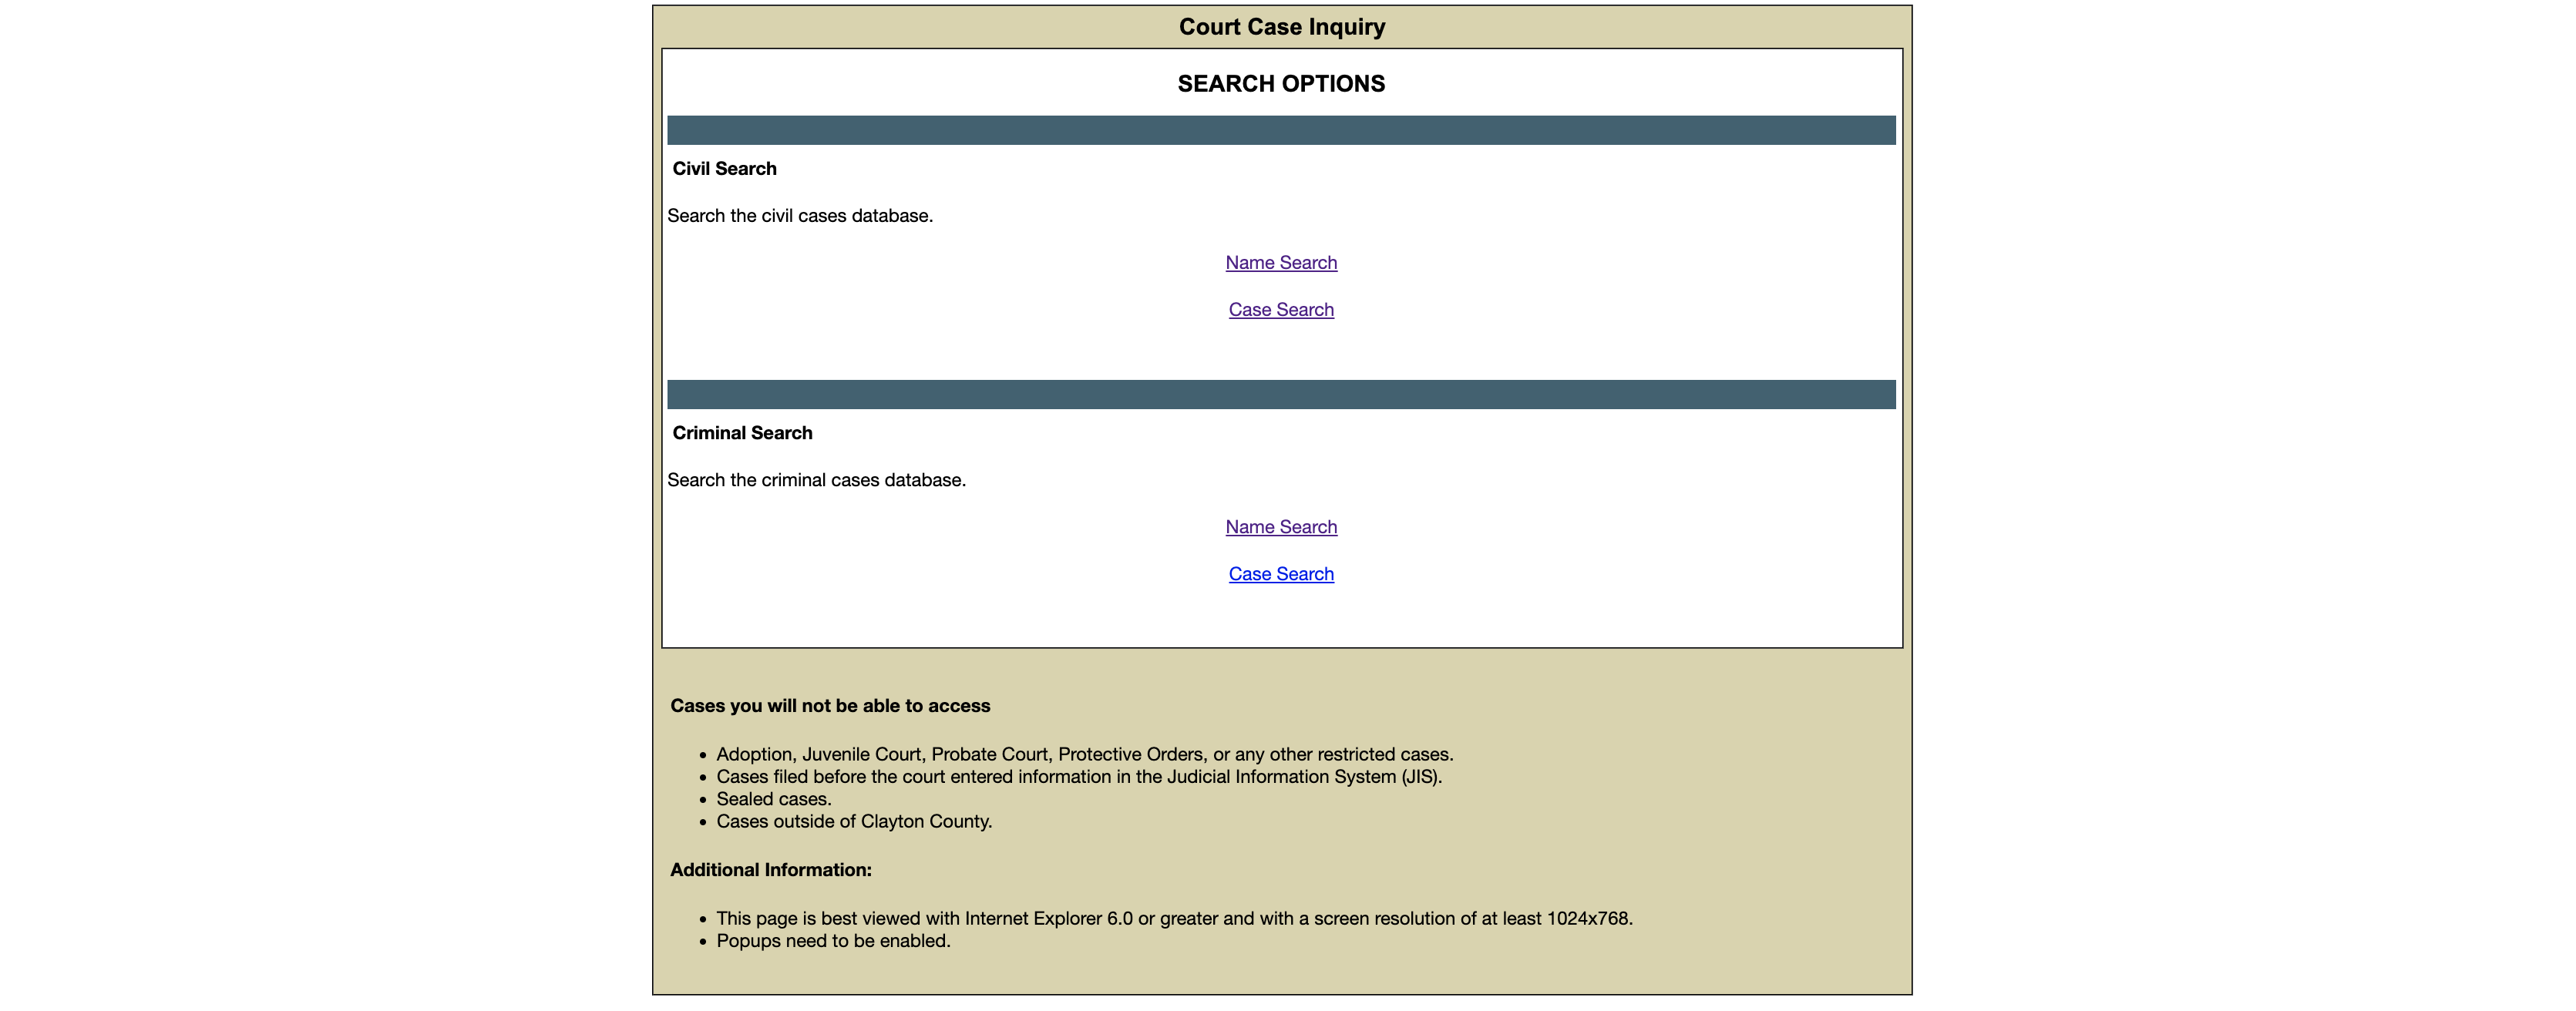 Court Case Inquiry
SEARCH OPTIONS
Civil Search
Search the civil cases database.
Name Search
Case Search
Criminal Search
Search the criminal cases database.
Name Search
Case Search
Cases you will not be able to access
• Adoption, Juvenile Court, Probate Court, Protective Orders, or any other restricted cases.
• Cases filed before the court entered information in the Judicial Information System (JIS).
• Sealed cases.
• Cases outside of Clayton County.
Additional Information:
• This page is best viewed with Internet Explorer 6.0 or greater and with a screen resolution of at least 1024x768.
• Popups need to be enabled.